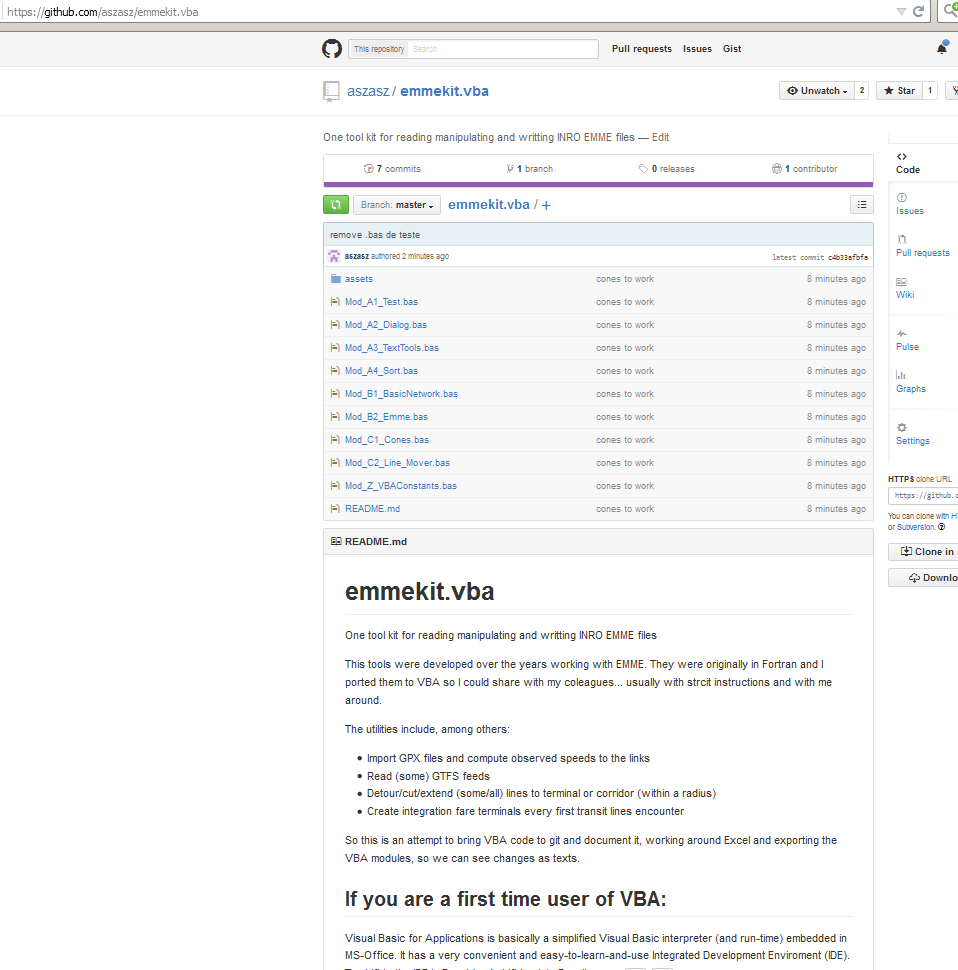 https://github.com/aszasz/emmekit.vba
This repository Search Pull requests Issues Gist
aszasz / emmekit.vba Unwatch 2 Star 1
One tool kit for reading manipulating and writting INRO EMME files — Edit
7 commits 1 branch 0 releases 1 contributor
Branch: master emmekit.vba / +
remove .bas de teste
aszasz authored 2 minutes ago latest commit c4b33afbfa
assets cones to work 8 minutes ago
Mod_A1_Test.bas cones to work 8 minutes ago
Mod_A2_Dialog.bas cones to work 8 minutes ago
Mod_A3_TextTools.bas cones to work 8 minutes ago
Mod_A4_Sort.bas cones to work 8 minutes ago
Mod_B1_BasicNetwork.bas cones to work 8 minutes ago
Mod_B2_Emme.bas cones to work 8 minutes ago
Mod_C1_Cones.bas cones to work 8 minutes ago
Mod_C2_Line_Mover.bas cones to work 8 minutes ago
Mod_Z_VBAConstants.bas cones to work 8 minutes ago
README.md cones to work 8 minutes ago
README.md
emmekit.vba
One tool kit for reading manipulating and writting INRO EMME files
This tools were developed over the years working with EMME. They were originally in Fortran and I
ported them to VBA so I could share with my coleagues... usually with strcit instructions and with me
around.
The utilities include, among others:
Import GPX files and compute observed speeds to the links
Read (some) GTFS feeds
Detour/cut/extend (some/all) lines to terminal or corridor (within a radius)
Create integration fare terminals every first transit lines encounter
So this is an attempt to bring VBA code to git and document it, working around Excel and exporting the
VBA modules, so we can see changes as texts.
If you are a first time user of VBA:
Visual Basic for Applications is basically a simplified Visual Basic interpreter (and run-time) embedded in
MS-Office. It has a very convenient and easy-to-learn-and-use Integrated Development Enviroment (IDE).
Code
Issues
Pull requests
Wiki
Pulse
Graphs
Settings
HTTPS clone URL
https://github.c
You can clone with HT
or Subversion.
Clone in
Downlo